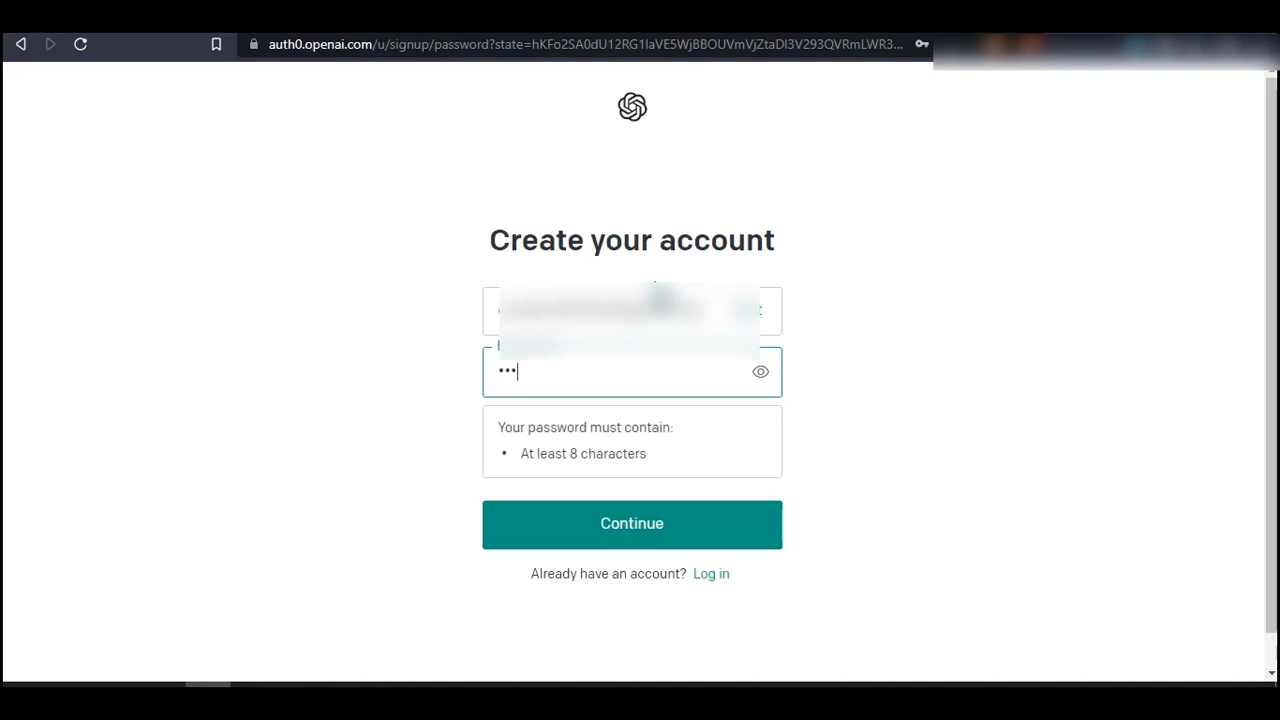 auth0.openai.com/u/signup/password?state=hKFo2SA0dU12RG1laVE5WjBBOUVmVjZtaDl3V293QVRmLWR3...
Create your account
•••
Your password must contain:
• At least 8 characters
Continue
Already have an account? Log in